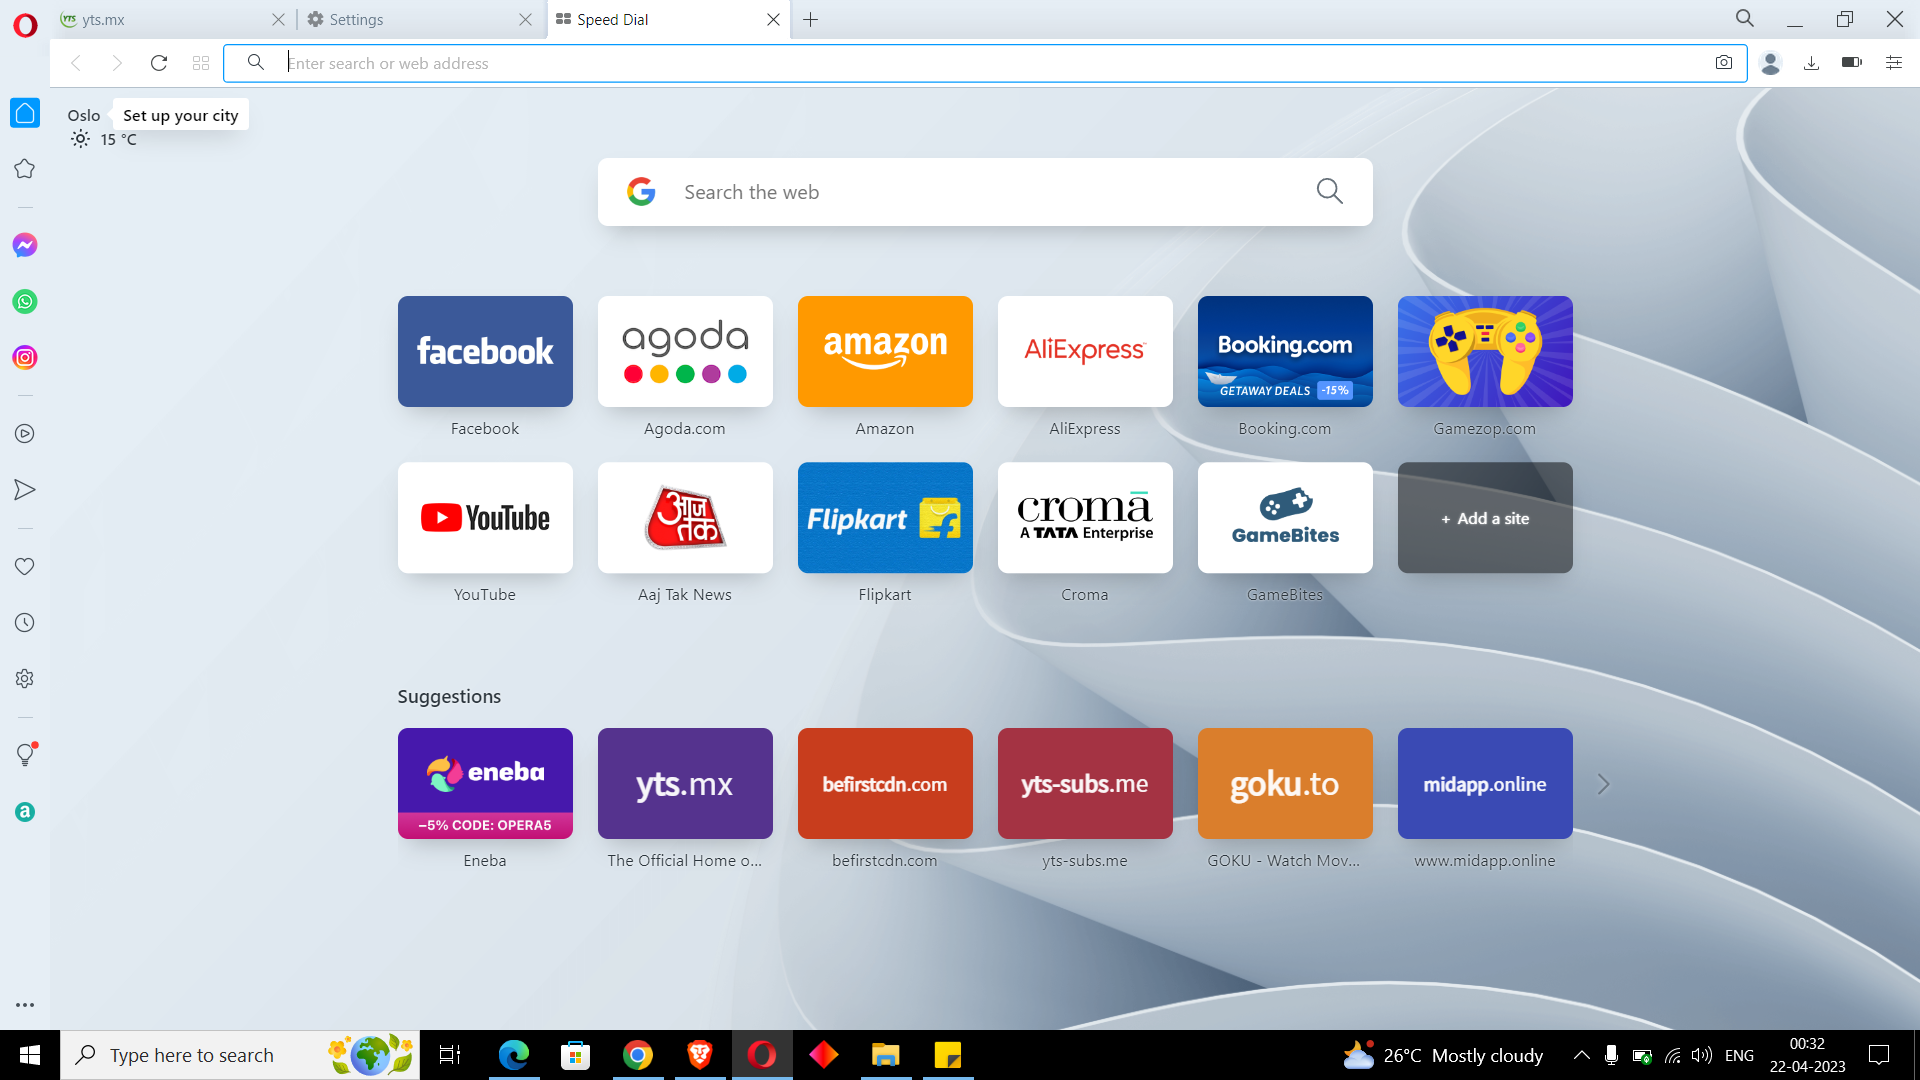 yts.mx
Settings
Speed Dial
Enter search or web address
Oslo
Set up your city
15 °C
Search the web
facebook
agoda
amazon
AliExpress
Booking.com
GETAWAY DEALS -15%
Facebook
Agoda.com
Amazon
AliExpress
Booking.com
Gamezop.com
YouTube
आज तक
Flipkart
croma
A TATA Enterprise
GameBites
+ Add a site
YouTube
Aaj Tak News
Flipkart
Croma
GameBites
Suggestions
eneba
–5% CODE: OPERA5
yts.mx
befirstcdn.com
yts-subs.me
goku.to
midapp.online
Eneba
The Official Home o...
befirstcdn.com
yts-subs.me
GOKU - Watch Mov...
www.midapp.online
Type here to search
26°C Mostly cloudy
ENG
00:32
22-04-2023